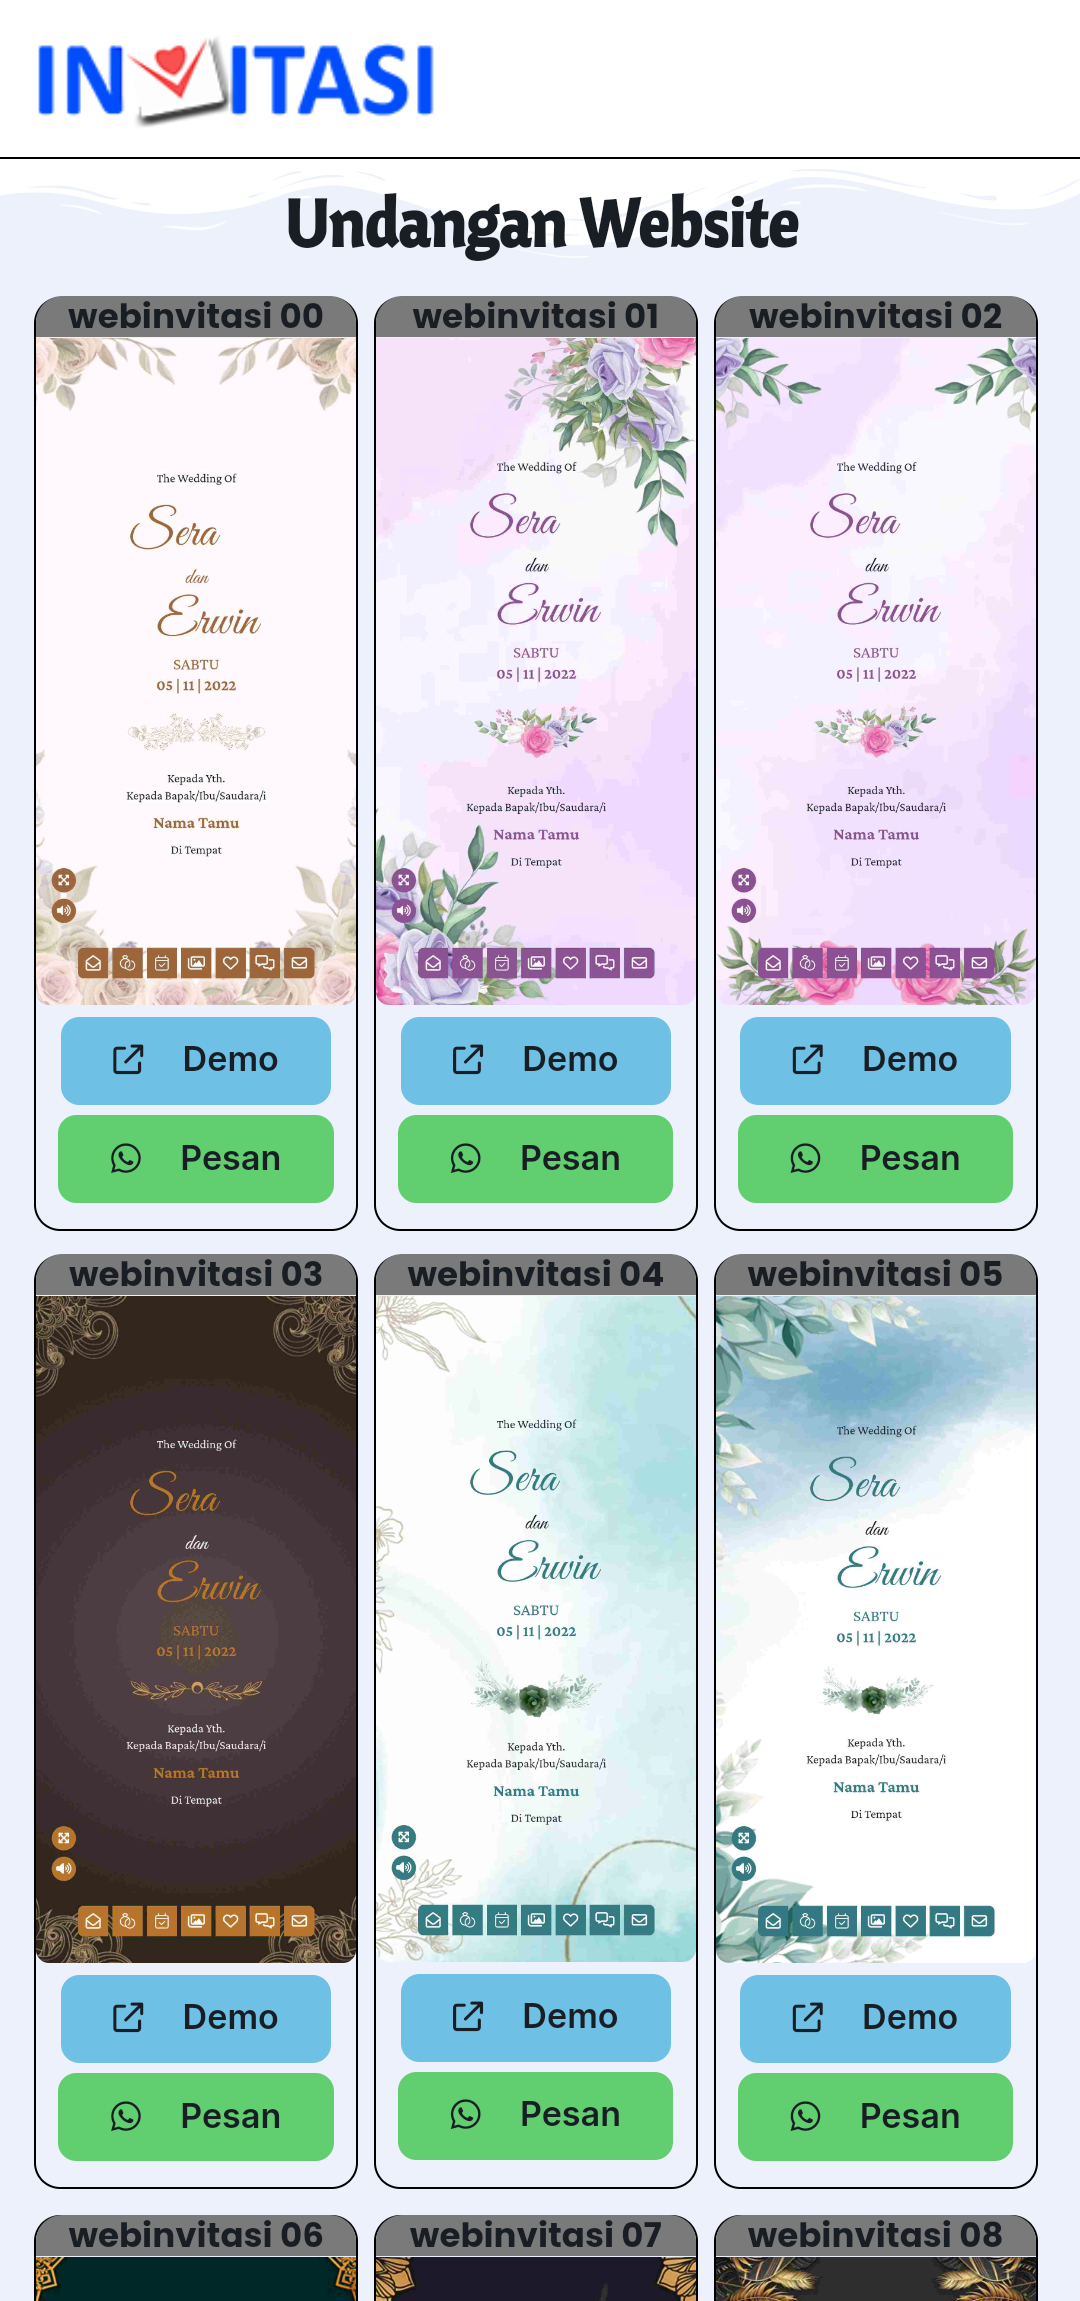 INVITASI
Undangan Website
webinvitasi 00
The Wedding Of
Sera
dan
Erwin
SABTU
05 | 11 | 2022
Kepada Yth.
Kepada Bapak/Ibu/Saudara/i
Nama Tamu
Di Tempat
Demo
Pesan
webinvitasi 01
The Wedding Of
Sera
dan
Erwin
SABTU
05 | 11 | 2022
Kepada Yth.
Kepada Bapak/Ibu/Saudara/i
Nama Tamu
Di Tempat
Demo
Pesan
webinvitasi 02
The Wedding Of
Sera
dan
Erwin
SABTU
05 | 11 | 2022
Kepada Yth.
Kepada Bapak/Ibu/Saudara/i
Nama Tamu
Di Tempat
Demo
Pesan
webinvitasi 03
The Wedding Of
Sera
dan
Erwin
SABTU
05 | 11 | 2022
Kepada Yth.
Kepada Bapak/Ibu/Saudara/i
Nama Tamu
Di Tempat
Demo
Pesan
webinvitasi 04
The Wedding Of
Sera
dan
Erwin
SABTU
05 | 11 | 2022
Kepada Yth.
Kepada Bapak/Ibu/Saudara/i
Nama Tamu
Di Tempat
Demo
Pesan
webinvitasi 05
The Wedding Of
Sera
dan
Erwin
SABTU
05 | 11 | 2022
Kepada Yth.
Kepada Bapak/Ibu/Saudara/i
Nama Tamu
Di Tempat
Demo
Pesan
webinvitasi 06
webinvitasi 07
webinvitasi 08